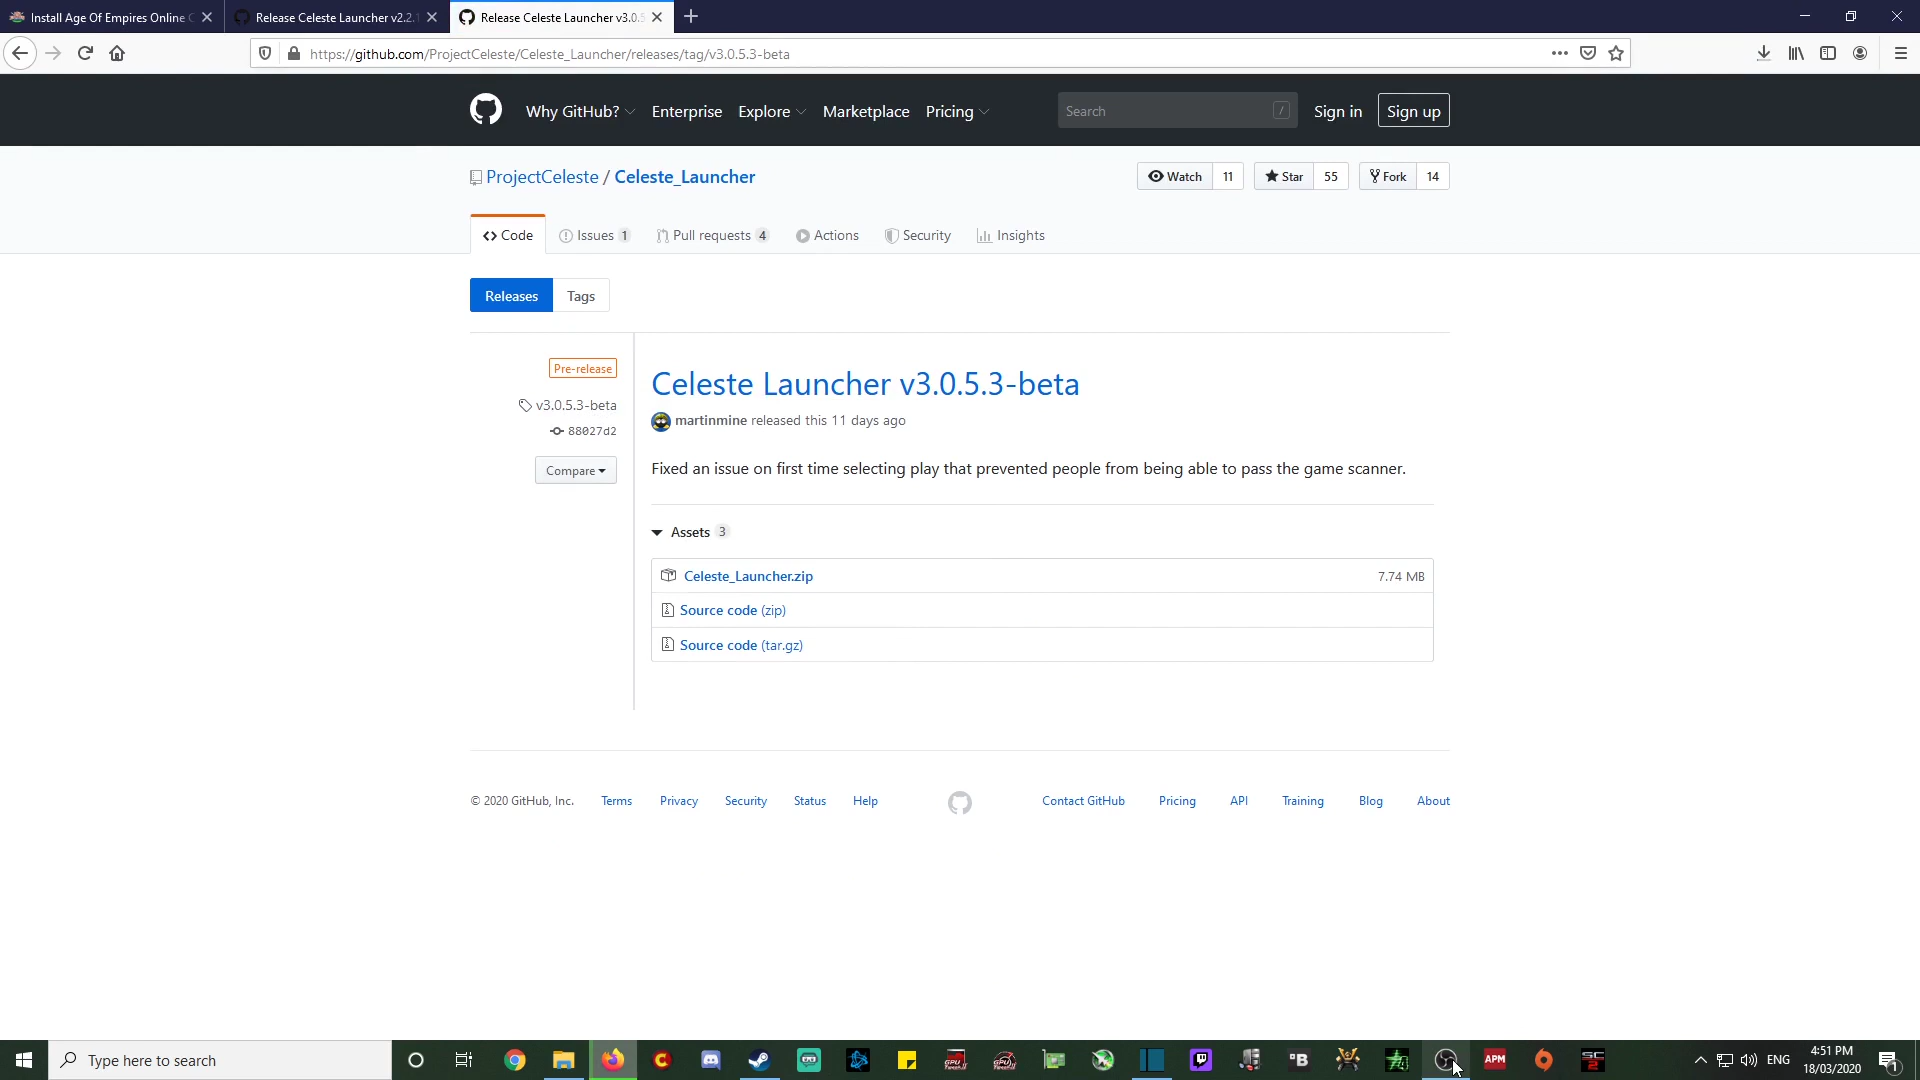 Install Age Of Empires Online
Release Celeste Launcher v2.2.
Release Celeste Launcher v3.0.5
https://github.com/ProjectCeleste/Celeste_Launcher/releases/tag/v3.0.5.3-beta
Why GitHub? Enterprise Explore Marketplace Pricing Search / Sign in Sign up
ProjectCeleste / Celeste_Launcher
Watch 11 Star 55 Fork 14
Code Issues 1 Pull requests 4 Actions Security Insights
Releases Tags
Pre-release
v3.0.5.3-beta
88027d2
Compare
Celeste Launcher v3.0.5.3-beta
martinmine released this 11 days ago
Fixed an issue on first time selecting play that prevented people from being able to pass the game scanner.
Assets 3
Celeste_Launcher.zip 7.74 MB
Source code (zip)
Source code (tar.gz)
© 2020 GitHub, Inc. Terms Privacy Security Status Help Contact GitHub Pricing API Training Blog About
Type here to search
APM
SC2
ENG
4:51 PM
18/03/2020
1